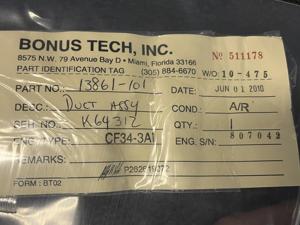 BONUS TECH, INC.
8575 N.W. 79 Avenue Bay D • Miami, Florida 33166
Nº 511178
PART IDENTIFICATION TAG (305) 884-6670 W/O: 10-475
PART NO.: 13861-101 DATE: JUN 01 2010
DESC.: DUCT ASSY COND: A/R
SER. NO.: K64312 QTY.: 1
ENG.TYPE: CF34-3A1 ENG. S/N: 807042
REMARKS:
FORM : BT02